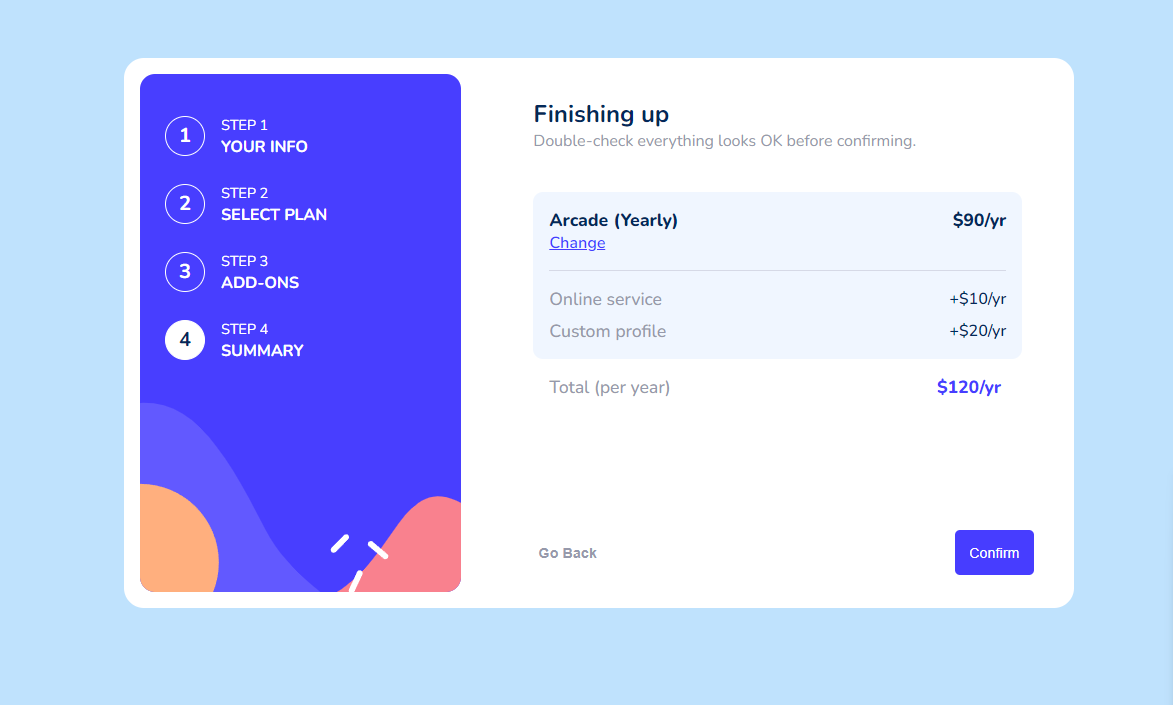 1
STEP 1
YOUR INFO
2
STEP 2
SELECT PLAN
3
STEP 3
ADD-ONS
4
STEP 4
SUMMARY
Finishing up
Double-check everything looks OK before confirming.
Arcade (Yearly) $90/yr
Change
Online service +$10/yr
Custom profile +$20/yr
Total (per year) $120/yr
Go Back Confirm